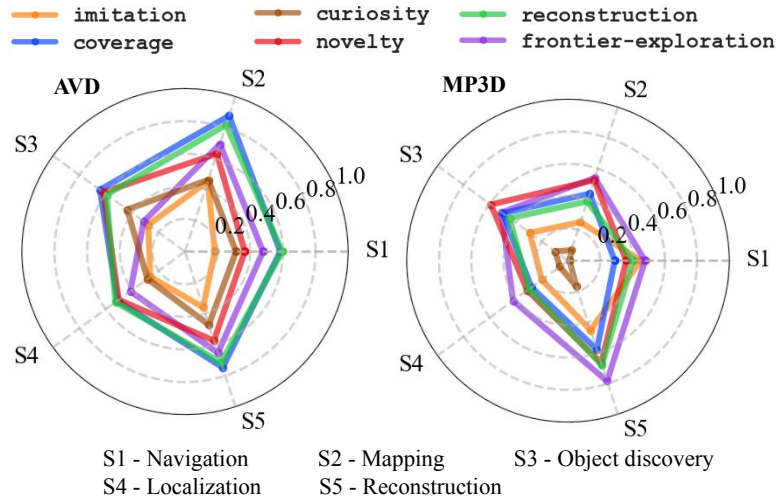 imitation curiosity reconstruction
coverage novelty frontier-exploration
AVD S2 MP3D S2
S3 S3
0.2 0.4 0.6 0.8 1.0 0.2 0.4 0.6 0.8 1.0
S1 S1
S4 S4
S5 S5
S1 - Navigation S2 - Mapping S3 - Object discovery
S4 - Localization S5 - Reconstruction